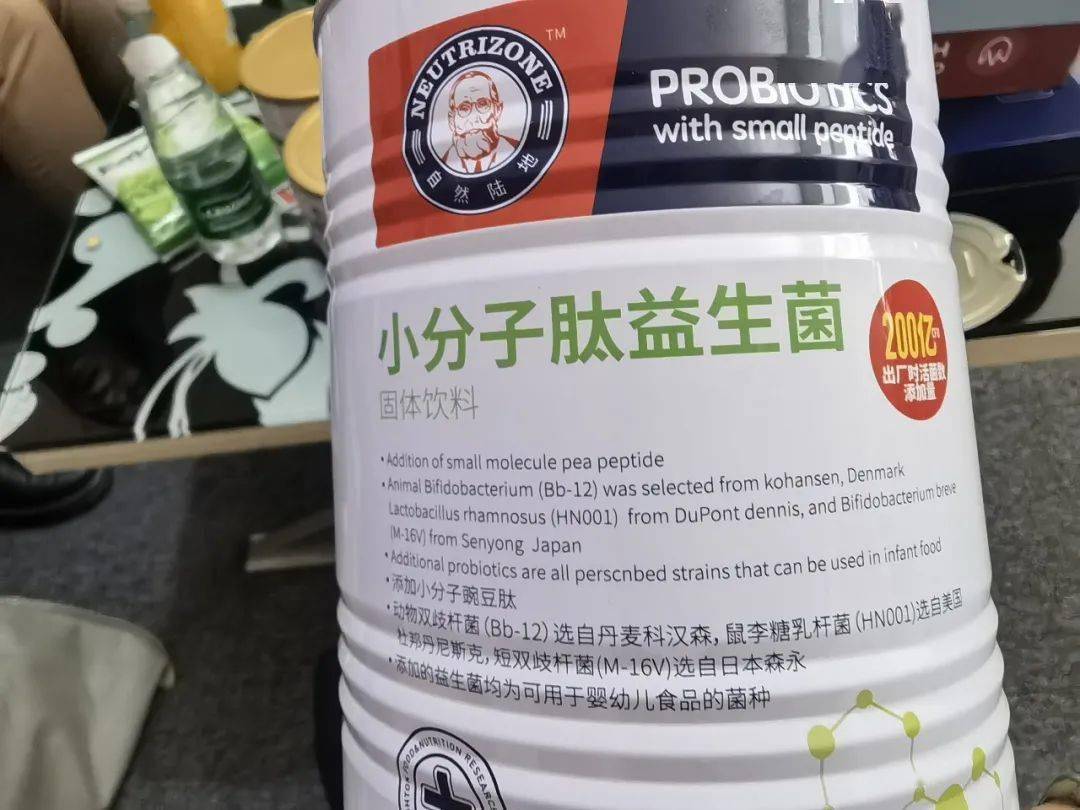 NEUTRIZONE
TM
自然陆地
PROBIOTICS
with small peptide
小分子肽益生菌
固体饮料
200亿CFU
出厂时活菌数
添加量
• Addition of small molecule pea peptide
• Animal Bifidobacterium (Bb-12) was selected from kohansen, Denmark
Lactobacillus rhamnosus (HN001) from DuPont dennis, and Bifidobacterium breve
(M-16V) from Senyong Japan
• Additional probiotics are all perscnbed strains that can be used in infant food
• 添加小分子豌豆肽
• 动物双歧杆菌(Bb-12)选自丹麦科汉森，鼠李糖乳杆菌(HN001)选自美国
杜邦丹尼斯克，短双歧杆菌(M-16V)选自日本森永
• 添加的益生菌均为可用于婴幼儿食品的菌种
FOOD&NUTRITION RESEARCH